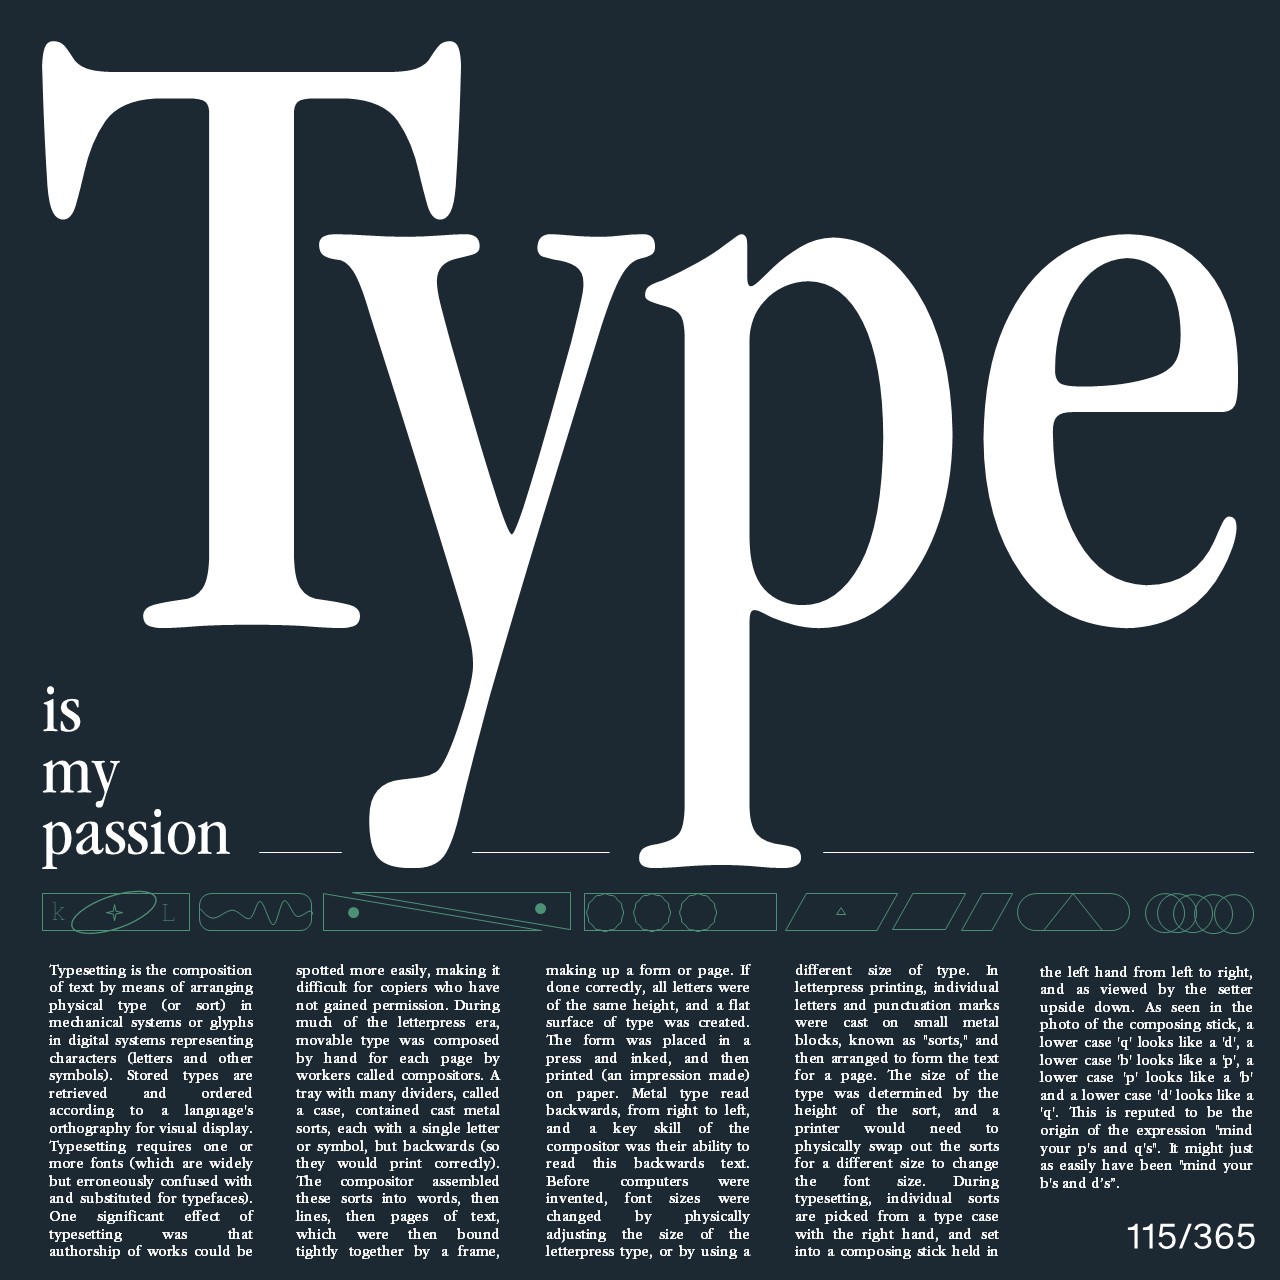 Type
is
my
passion
k L
Typesetting is the composition
of text by means of arranging
physical type (or sort) in
mechanical systems or glyphs
in digital systems representing
characters (letters and other
symbols). Stored types are
retrieved and ordered
according to a language's
orthography for visual display.
Typesetting requires one or
more fonts (which are widely
but erroneously confused with
and substituted for typefaces).
One significant effect of
typesetting was that
authorship of works could be
spotted more easily, making it
difficult for copiers who have
not gained permission. During
much of the letterpress era,
movable type was composed
by hand for each page by
workers called compositors. A
tray with many dividers, called
a case, contained cast metal
sorts, each with a single letter
or symbol, but backwards (so
they would print correctly).
The compositor assembled
these sorts into words, then
lines, then pages of text,
which were then bound
tightly together by a frame,
making up a form or page. If
done correctly, all letters were
of the same height, and a flat
surface of type was created.
The form was placed in a
press and inked, and then
printed (an impression made)
on paper. Metal type read
backwards, from right to left,
and a key skill of the
compositor was their ability to
read this backwards text.
Before computers were
invented, font sizes were
changed by physically
adjusting the size of the
letterpress type, or by using a
different size of type. In
letterpress printing, individual
letters and punctuation marks
were cast on small metal
blocks, known as "sorts," and
then arranged to form the text
for a page. The size of the
type was determined by the
height of the sort, and a
printer would need to
physically swap out the sorts
for a different size to change
the font size. During
typesetting, individual sorts
are picked from a type case
with the right hand, and set
into a composing stick held in
the left hand from left to right,
and as viewed by the setter
upside down. As seen in the
photo of the composing stick, a
lower case 'q' looks like a 'd', a
lower case 'b' looks like a 'p', a
lower case 'p' looks like a 'b'
and a lower case 'd' looks like a
'q'. This is reputed to be the
origin of the expression "mind
your p's and q's". It might just
as easily have been "mind your
b's and d's”.
115/365